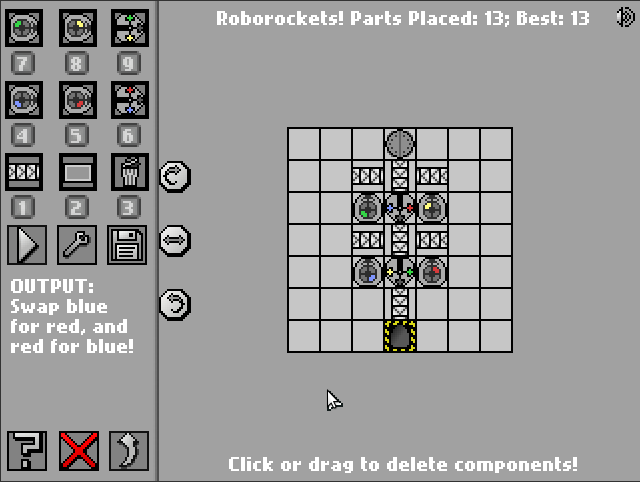 Roborockets! Parts Placed: 13; Best: 13
7 8 9
4 5 6
1 2 3
OUTPUT:
Swap blue
for red, and
red for blue!
Click or drag to delete components!